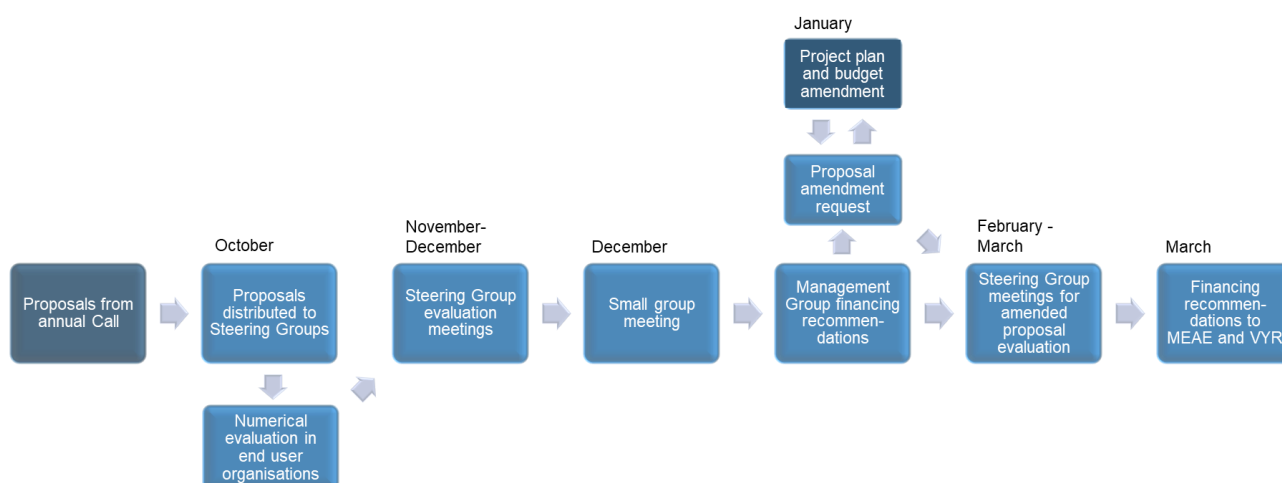 January
Project plan
and budget
amendment
Proposal
amendment
request
October
November-
December
December
February -
March
March
Proposals from
annual Call
Proposals
distributed to
Steering Groups
Steering Group
evaluation
meetings
Small group
meeting
Management
Group financing
recommen-
dations
Steering Group
meetings for
amended
proposal
evaluation
Financing
recommen-
dations to
MEAE and VYR
Numerical
evaluation in
end user
organisations